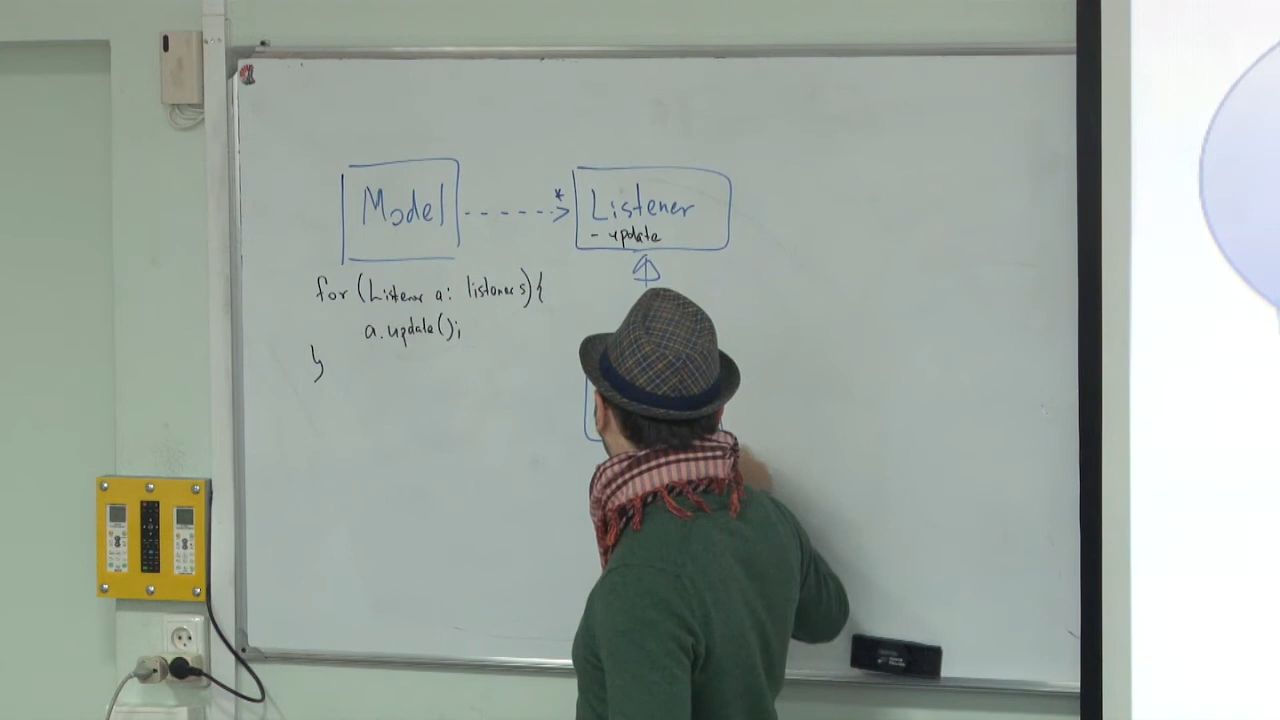 Model
*
Listener
- update
for (Listener a: listeners){
a.update();
}